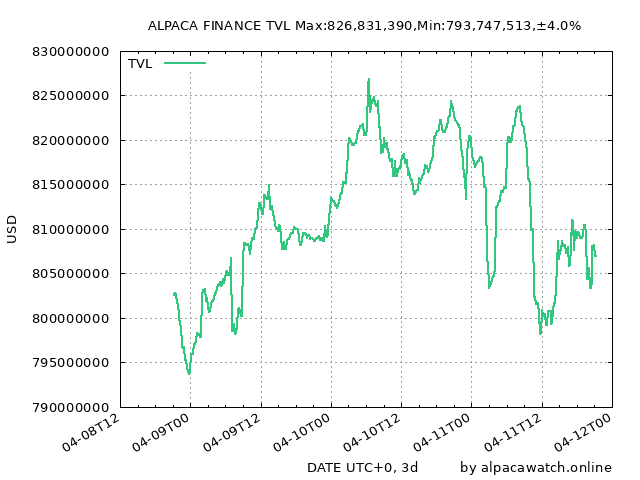 ALPACA FINANCE TVL Max:826,831,390,Min:793,747,513,±4.0%
830000000
825000000
820000000
815000000
810000000
805000000
800000000
795000000
790000000
USD
TVL
04-08T12
04-09T00
04-09T12
04-10T00
04-10T12
04-11T00
04-11T12
04-12T00
DATE UTC+0, 3d
by alpacawatch.online